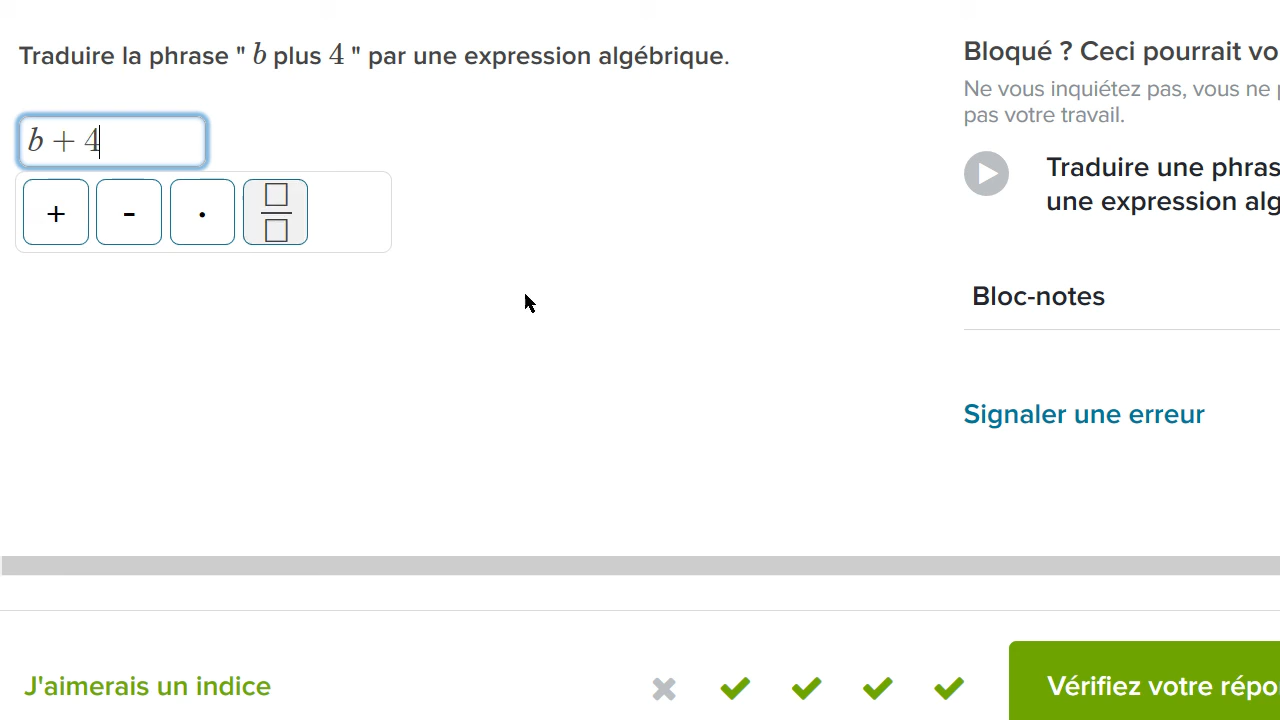 Traduire la phrase " b plus 4 " par une expression algébrique.
b + 4
+ - ·
Bloqué ? Ceci pourrait vo
Ne vous inquiétez pas, vous ne p
pas votre travail.
Traduire une phras
une expression alg
Bloc-notes
Signaler une erreur
J'aimerais un indice
Vérifiez votre répo